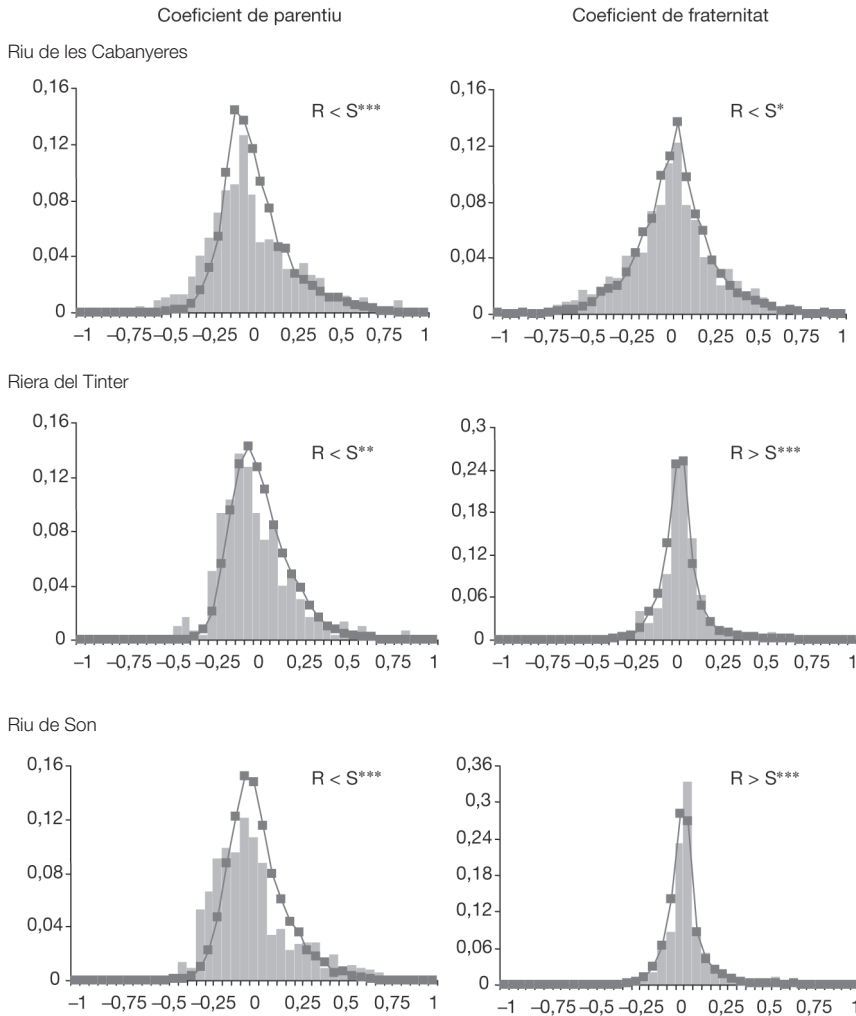 Coeficient de parentiu
Coeficient de fraternitat
Riu de les Cabanyeres
0,16
0,12
0,08
0,04
0
R < S***
–1 –0,75 –0,5 –0,25 0 0,25 0,5 0,75 1
0,16
0,12
0,08
0,04
0
R < S*
–1 –0,75 –0,5 –0,25 0 0,25 0,5 0,75 1
Riera del Tinter
0,16
0,12
0,08
0,04
0
R < S**
–1 –0,75 –0,5 –0,25 0 0,25 0,5 0,75 1
0,3
0,24
0,18
0,12
0,06
0
R > S***
–1 –0,75 –0,5 –0,25 0 0,25 0,5 0,75 1
Riu de Son
0,16
0,12
0,08
0,04
0
R < S***
–1 –0,75 –0,5 –0,25 0 0,25 0,5 0,75 1
0,36
0,3
0,24
0,18
0,12
0,06
0
R > S***
–1 –0,75 –0,5 –0,25 0 0,25 0,5 0,75 1